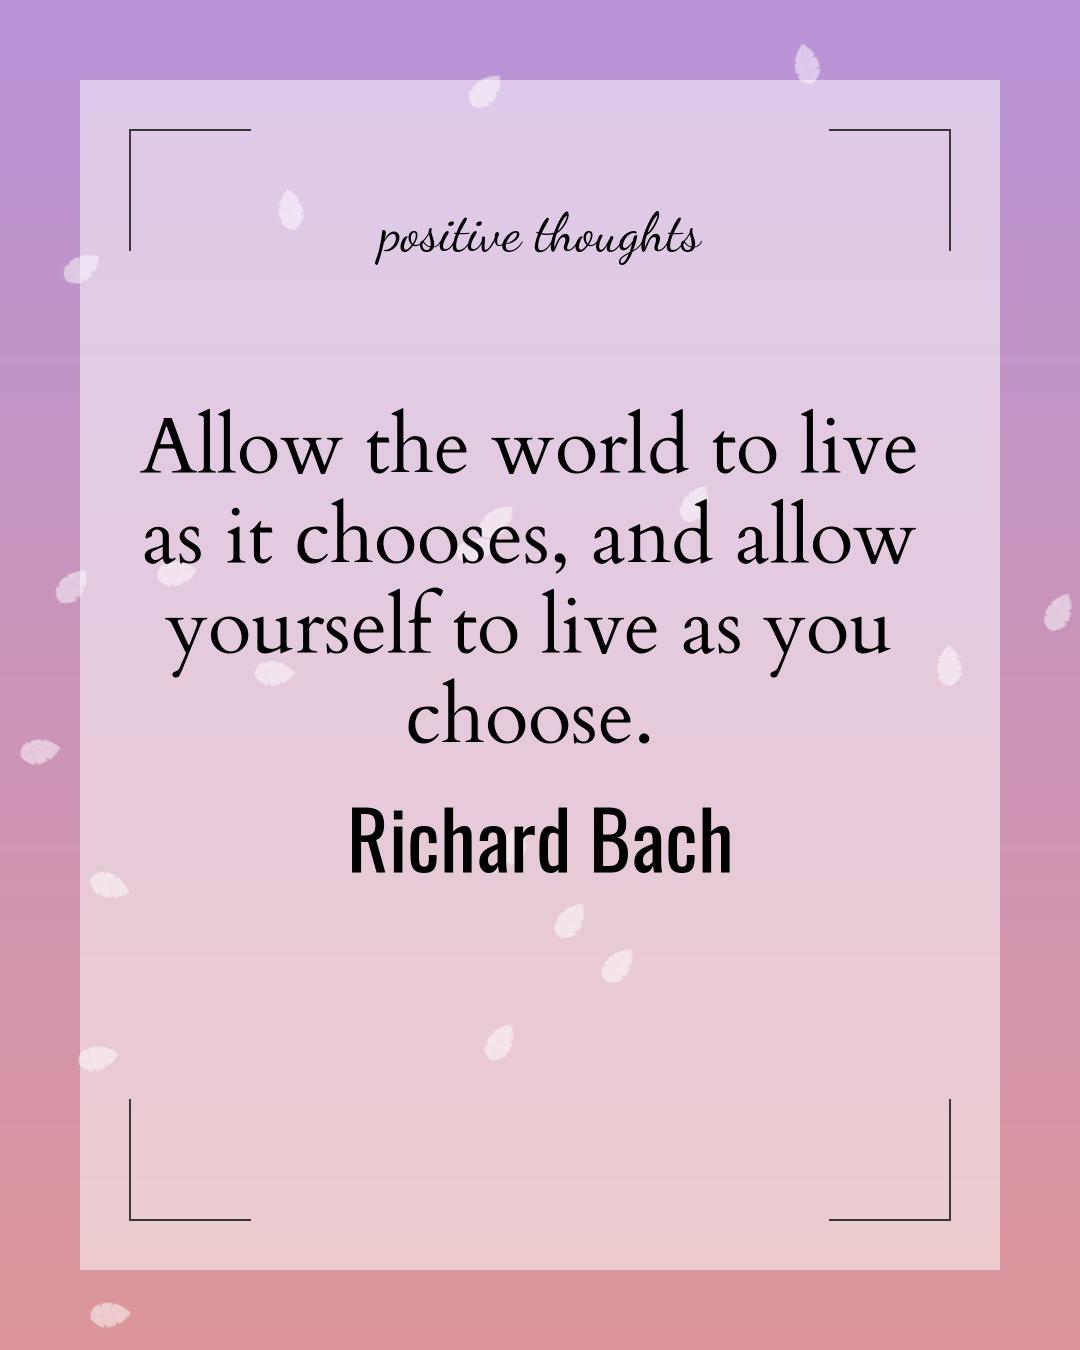 positive thoughts
Allow the world to live
as it chooses, and allow
yourself to live as you
choose.
Richard Bach